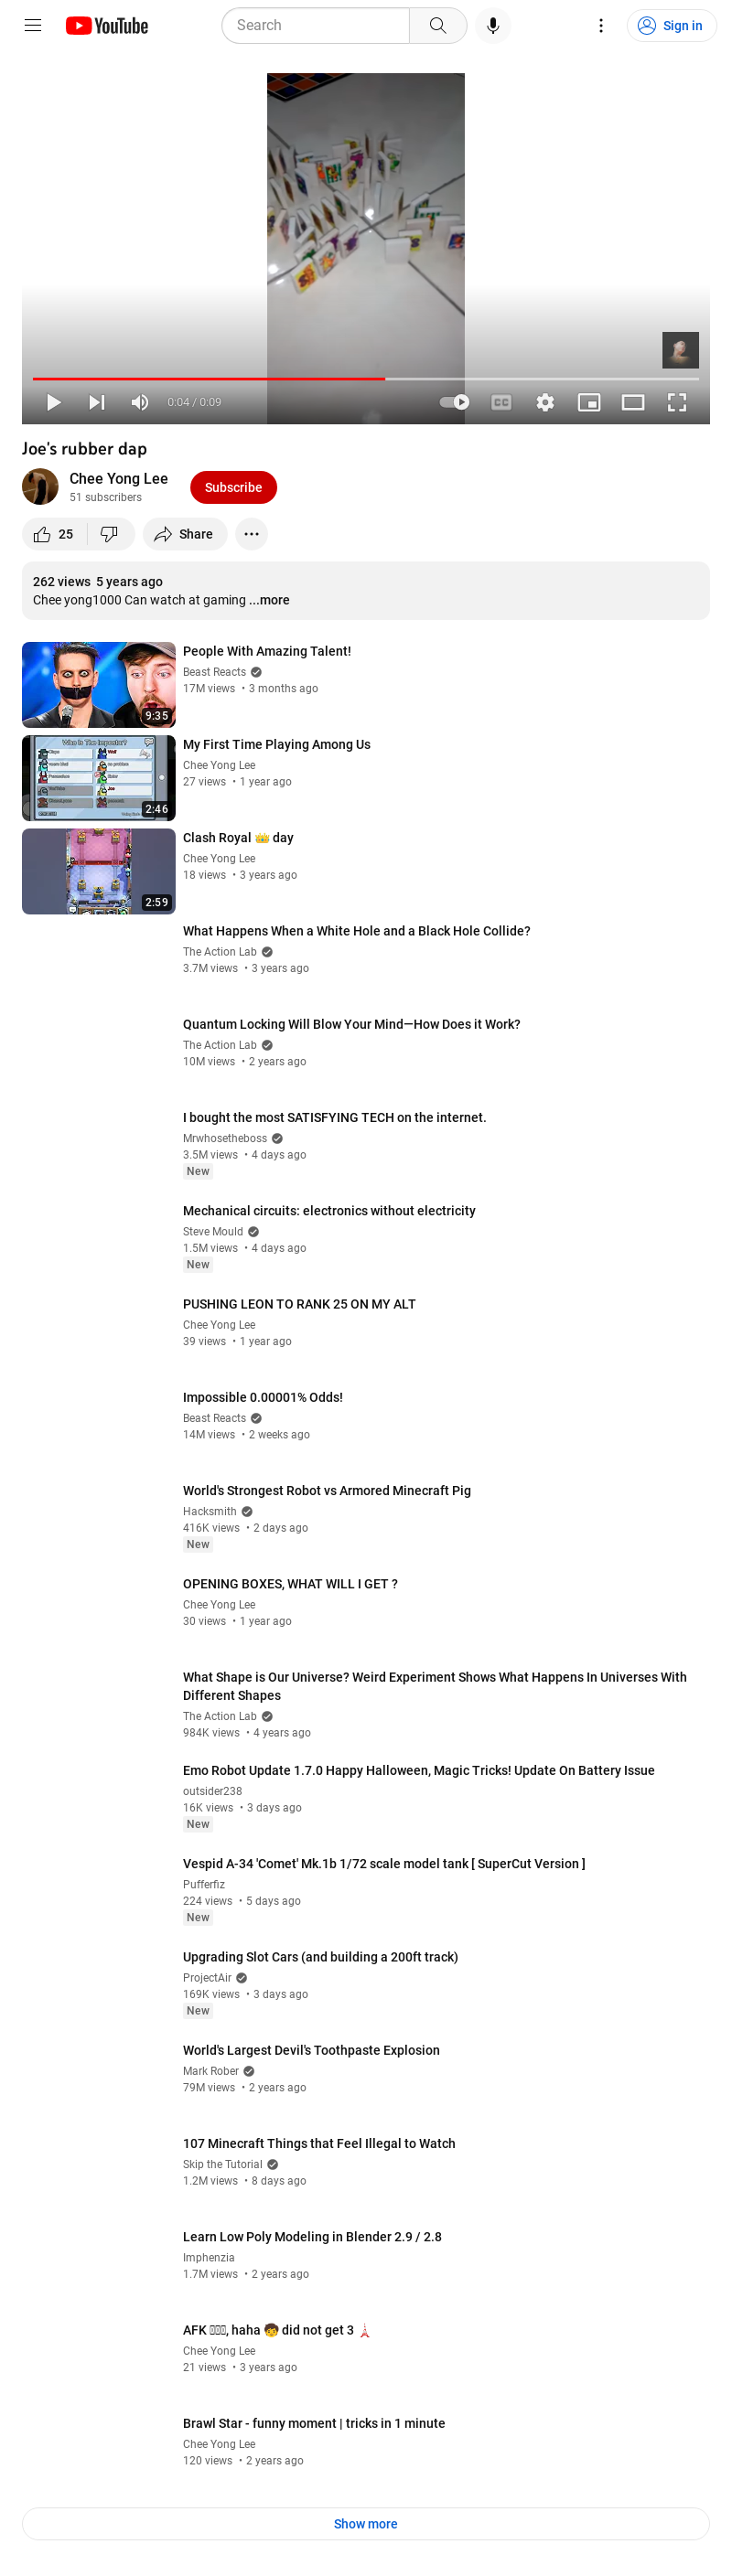 YouTube
Search
Sign in
0:04 / 0:09
CC
Joe's rubber dap
Chee Yong Lee
51 subscribers
Subscribe
25
Share
262 views 5 years ago
Chee yong1000 Can watch at gaming ...more
People With Amazing Talent!
Beast Reacts
17M views • 3 months ago
9:35
My First Time Playing Among Us
Chee Yong Lee
27 views • 1 year ago
2:46
Clash Royal 👑 day
Chee Yong Lee
18 views • 3 years ago
2:59
What Happens When a White Hole and a Black Hole Collide?
The Action Lab
3.7M views • 3 years ago
Quantum Locking Will Blow Your Mind—How Does it Work?
The Action Lab
10M views • 2 years ago
I bought the most SATISFYING TECH on the internet.
Mrwhosetheboss
3.5M views • 4 days ago
New
Mechanical circuits: electronics without electricity
Steve Mould
1.5M views • 4 days ago
New
PUSHING LEON TO RANK 25 ON MY ALT
Chee Yong Lee
39 views • 1 year ago
Impossible 0.00001% Odds!
Beast Reacts
14M views • 2 weeks ago
World's Strongest Robot vs Armored Minecraft Pig
Hacksmith
416K views • 2 days ago
New
OPENING BOXES, WHAT WILL I GET ?
Chee Yong Lee
30 views • 1 year ago
What Shape is Our Universe? Weird Experiment Shows What Happens In Universes With
Different Shapes
The Action Lab
984K views • 4 years ago
Emo Robot Update 1.7.0 Happy Halloween, Magic Tricks! Update On Battery Issue
outsider238
16K views • 3 days ago
New
Vespid A-34 'Comet' Mk.1b 1/72 scale model tank [ SuperCut Version ]
Pufferfiz
224 views • 5 days ago
New
Upgrading Slot Cars (and building a 200ft track)
ProjectAir
169K views • 3 days ago
New
World's Largest Devil's Toothpaste Explosion
Mark Rober
79M views • 2 years ago
107 Minecraft Things that Feel Illegal to Watch
Skip the Tutorial
1.2M views • 8 days ago
Learn Low Poly Modeling in Blender 2.9 / 2.8
Imphenzia
1.7M views • 2 years ago
AFK , haha 🧒 did not get 3 🗼
Chee Yong Lee
21 views • 3 years ago
Brawl Star - funny moment | tricks in 1 minute
Chee Yong Lee
120 views • 2 years ago
Show more